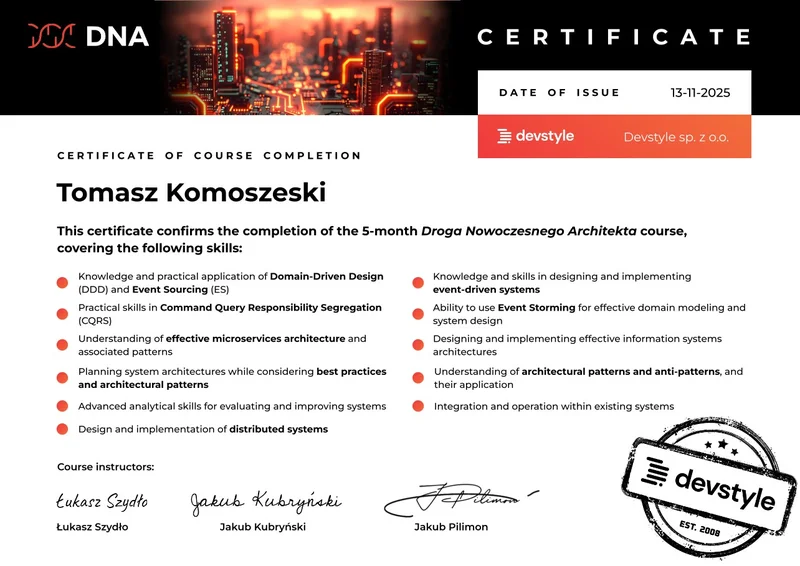 DNA
CERTIFICATE
DATE OF ISSUE 13-11-2025
devstyle Devstyle sp. z o.o.
CERTIFICATE OF COURSE COMPLETION
Tomasz Komoszeski
This certificate confirms the completion of the 5-month Droga Nowoczesnego Architekta course,
covering the following skills:
Knowledge and practical application of Domain-Driven Design
(DDD) and Event Sourcing (ES)
Practical skills in Command Query Responsibility Segregation
(CQRS)
Understanding of effective microservices architecture and
associated patterns
Planning system architectures while considering best practices
and architectural patterns
Advanced analytical skills for evaluating and improving systems
Design and implementation of distributed systems
Knowledge and skills in designing and implementing
event-driven systems
Ability to use Event Storming for effective domain modeling and
system design
Designing and implementing effective information systems
architectures
Understanding of architectural patterns and anti-patterns, and
their application
Integration and operation within existing systems
Course instructors:
Łukasz Szydło Jakub Kubryński J Pilimon
Łukasz Szydło Jakub Kubryński Jakub Pilimon
devstyle
EST. 2008